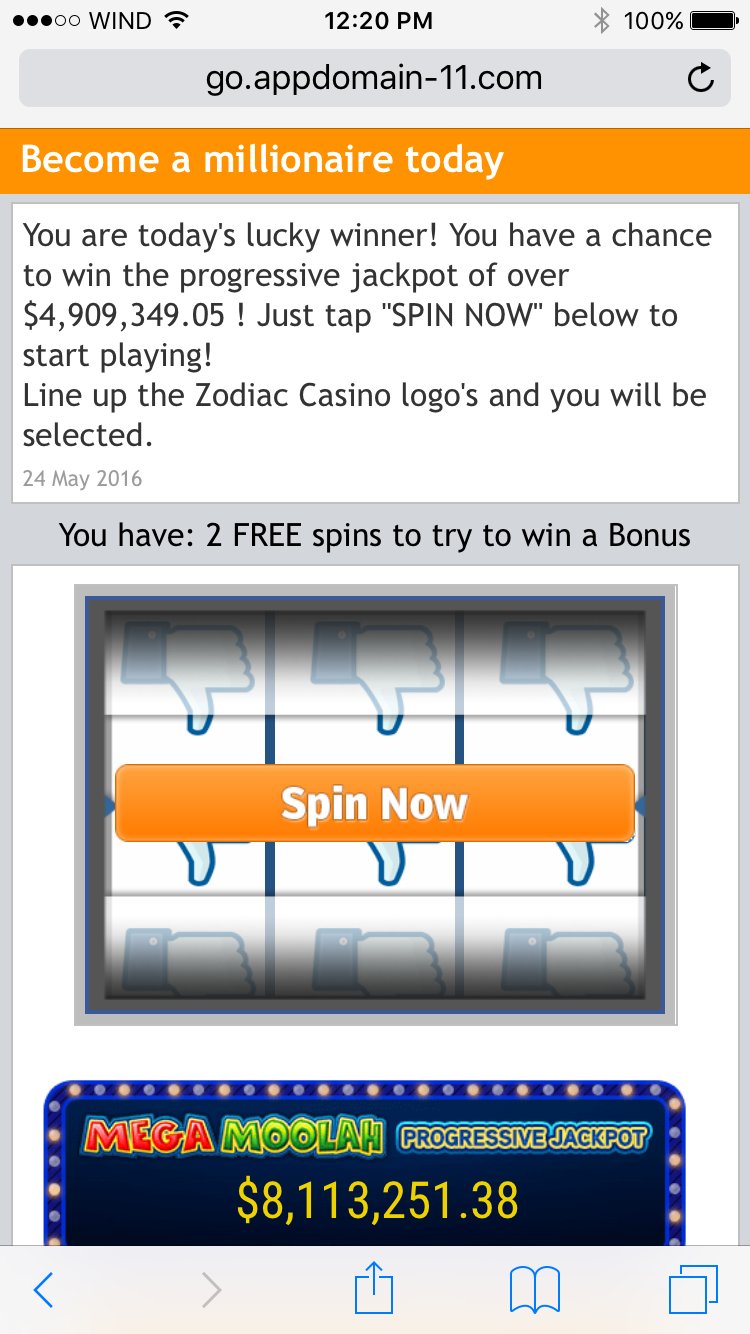 WIND 12:20 PM 100%
go.appdomain-11.com
Become a millionaire today
You are today's lucky winner! You have a chance
to win the progressive jackpot of over
$4,909,349.05 ! Just tap "SPIN NOW" below to
start playing!
Line up the Zodiac Casino logo's and you will be
selected.
24 May 2016
You have: 2 FREE spins to try to win a Bonus
Spin Now
MEGA MOOLAH PROGRESSIVE JACKPOT
$8,113,251.38